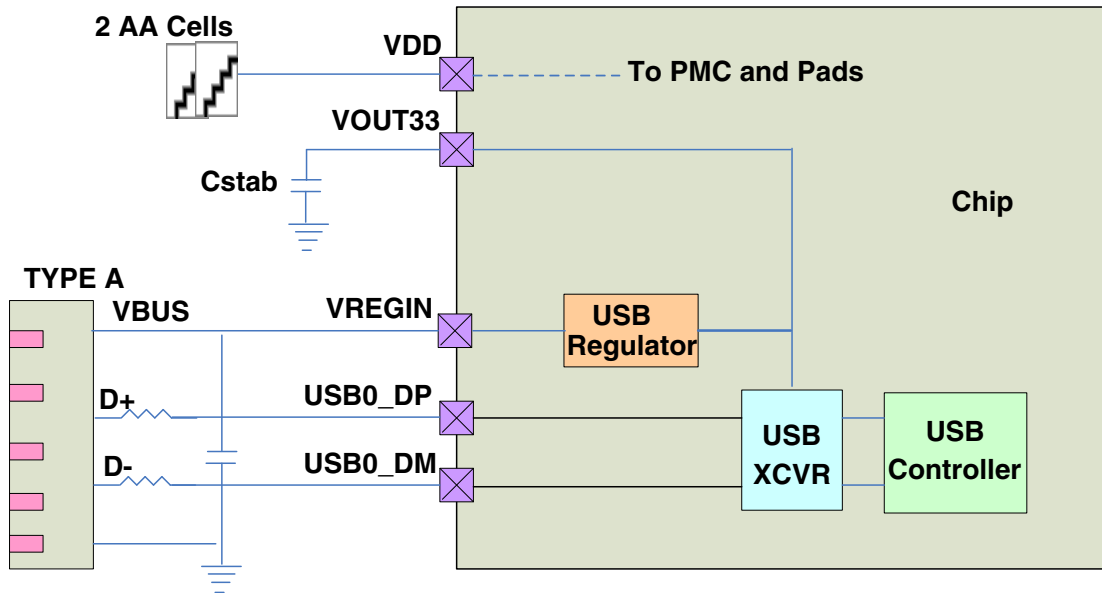 2 AA Cells
VDD
To PMC and Pads
VOUT33
Cstab
Chip
TYPE A
VBUS
VREGIN
USB
Regulator
D+
USB0_DP
D-
USB0_DM
USB
XCVR
USB
Controller